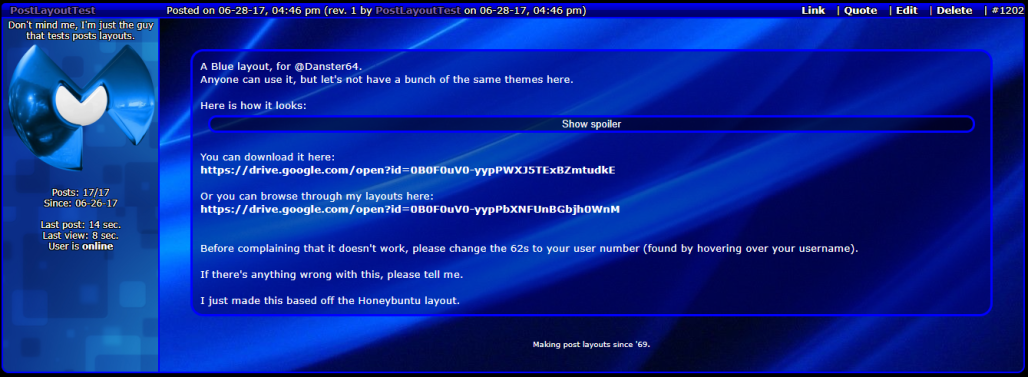 PostLayoutTest Posted on 06-28-17, 04:46 pm (rev. 1 by PostLayoutTest on 06-28-17, 04:46 pm) Link | Quote | Edit | Delete | #1202
Don't mind me, I'm just the guy
that tests posts layouts.
Posts: 17/17
Since: 06-26-17
Last post: 14 sec.
Last view: 8 sec.
User is online
A Blue layout, for @Danster64.
Anyone can use it, but let's not have a bunch of the same themes here.
Here is how it looks:
Show spoiler
You can download it here:
https://drive.google.com/open?id=0B0F0uV0-yypPWXJ5TExBZmtudkE
Or you can browse through my layouts here:
https://drive.google.com/open?id=0B0F0uV0-yypPbXNFUnBGbjh0WnM
Before complaining that it doesn't work, please change the 62s to your user number (found by hovering over your username).
If there's anything wrong with this, please tell me.
I just made this based off the Honeybuntu layout.
Making post layouts since '69.